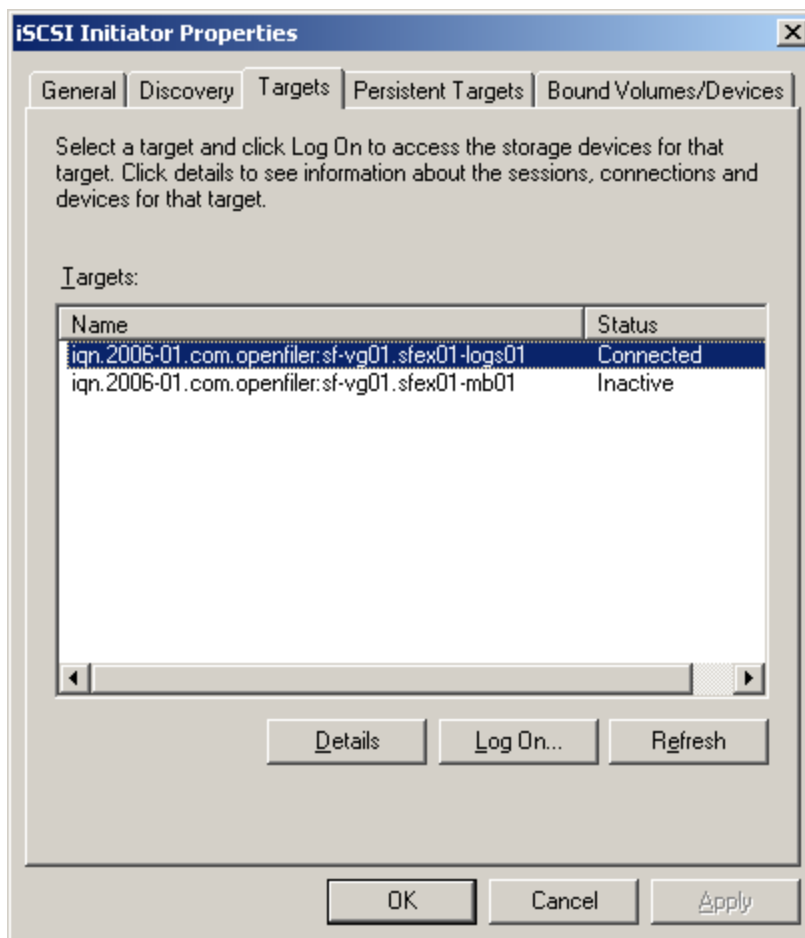 iSCSI Initiator Properties
General Discovery Targets Persistent Targets Bound Volumes/Devices
Select a target and click Log On to access the storage devices for that
target. Click details to see information about the sessions, connections and
devices for that target.
Targets:
Name Status
iqn.2006-01.com.openfiler:sf-vg01.sfex01-logs01 Connected
iqn.2006-01.com.openfiler:sf-vg01.sfex01-mb01 Inactive
Details Log On... Refresh
OK Cancel Apply